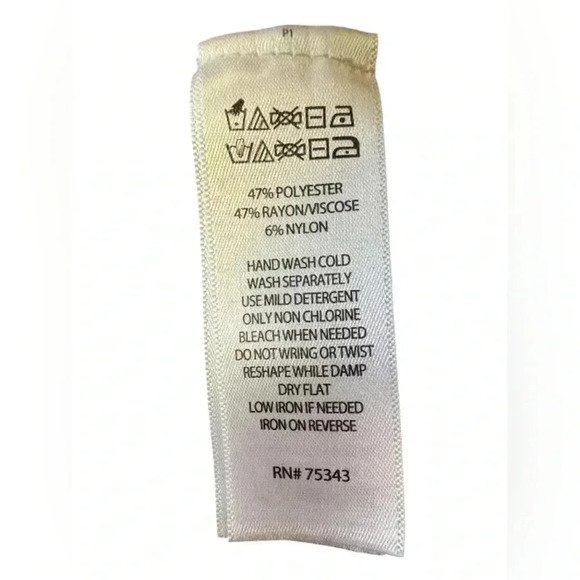 P1
47% POLYESTER
47% RAYON/VISCOSE
6% NYLON
HAND WASH COLD
WASH SEPARATELY
USE MILD DETERGENT
ONLY NON CHLORINE
BLEACH WHEN NEEDED
DO NOT WRING OR TWIST
RESHAPE WHILE DAMP
DRY FLAT
LOW IRON IF NEEDED
IRON ON REVERSE
RN# 75343